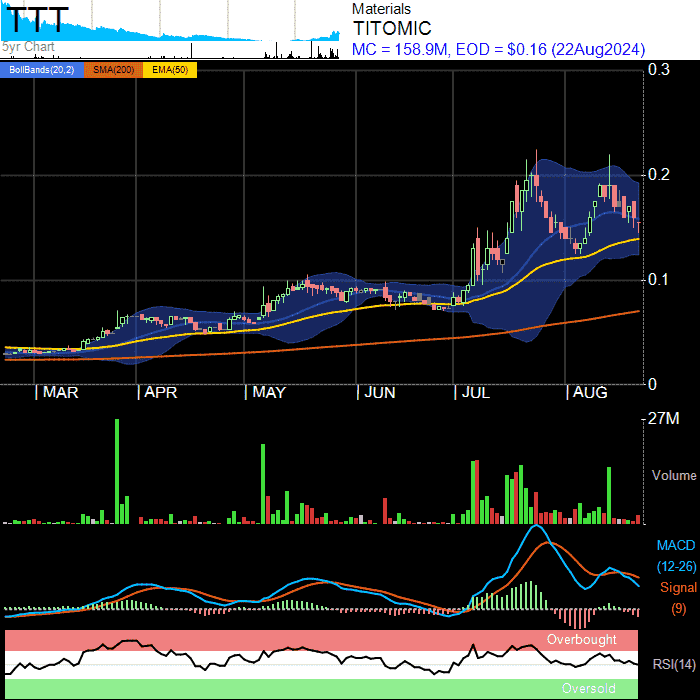 TTT
5yr Chart
Materials
TITOMIC
MC = 158.9M, EOD = $0.16 (22Aug2024)
BollBands(20,2) SMA(200) EMA(50)
0.3
0.2
0.1
0
| MAR | APR | MAY | JUN | JUL | AUG
27M
Volume
MACD
(12-26)
Signal
(9)
Overbought
RSI(14)
Oversold